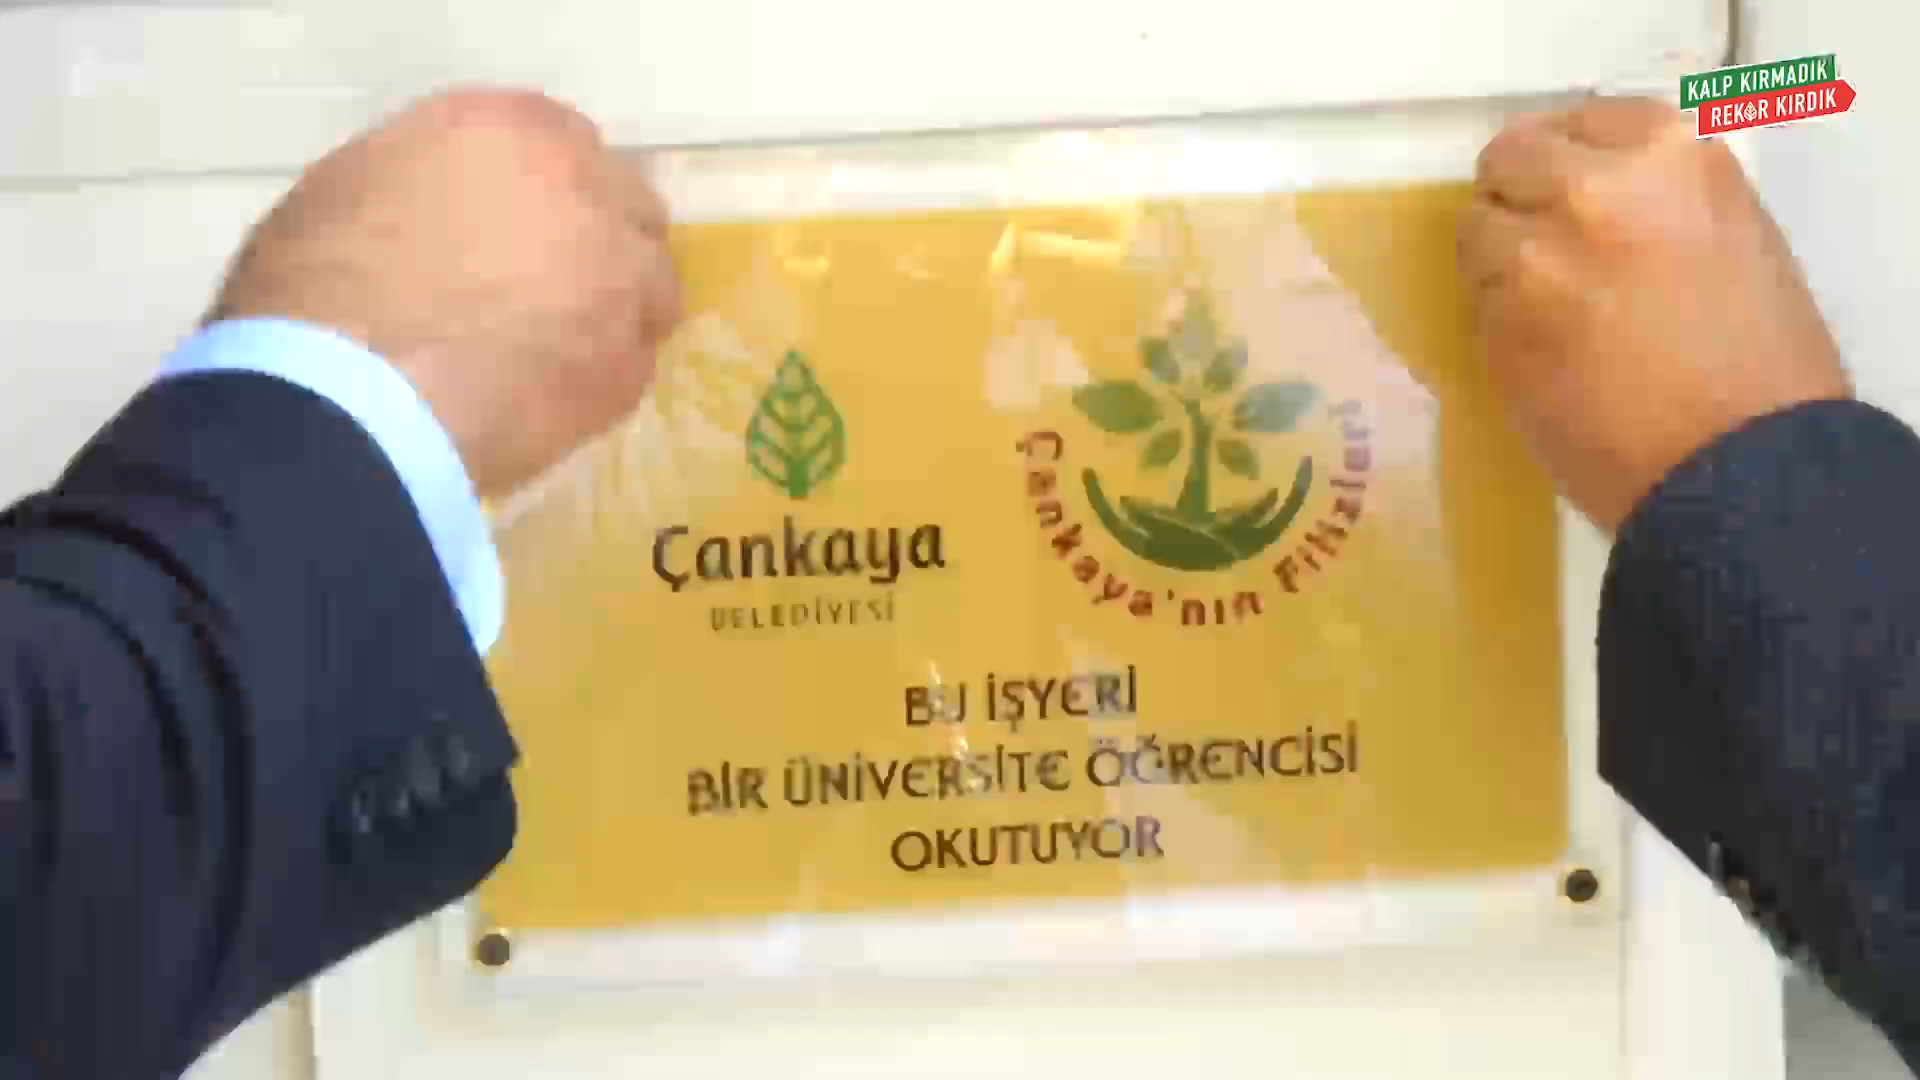 KALP KIRMADIK
REKOR KIRDIK
Çankaya
BELEDİYESİ
Çankaya'nın Filizleri
BU İŞYERİ
BİR ÜNİVERSİTE ÖĞRENCİSİ
OKUTUYOR